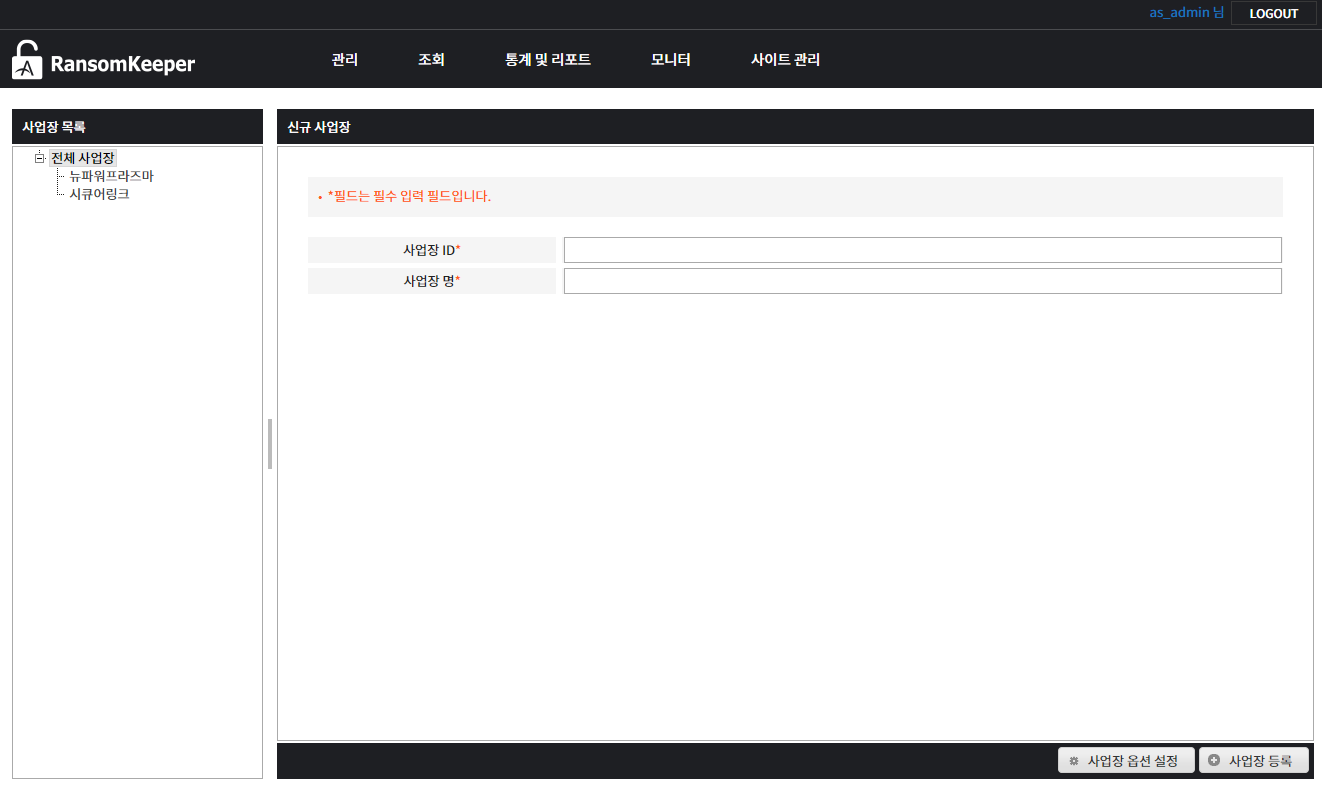 as_admin 님 LOGOUT
RansomKeeper 관리 조회 통계 및 리포트 모니터 사이트 관리
사업장 목록
전체 사업장
뉴파워프라즈마
시큐어링크
신규 사업장
• *필드는 필수 입력 필드입니다.
사업장 ID*
사업장 명*
사업장 옵션 설정 사업장 등록